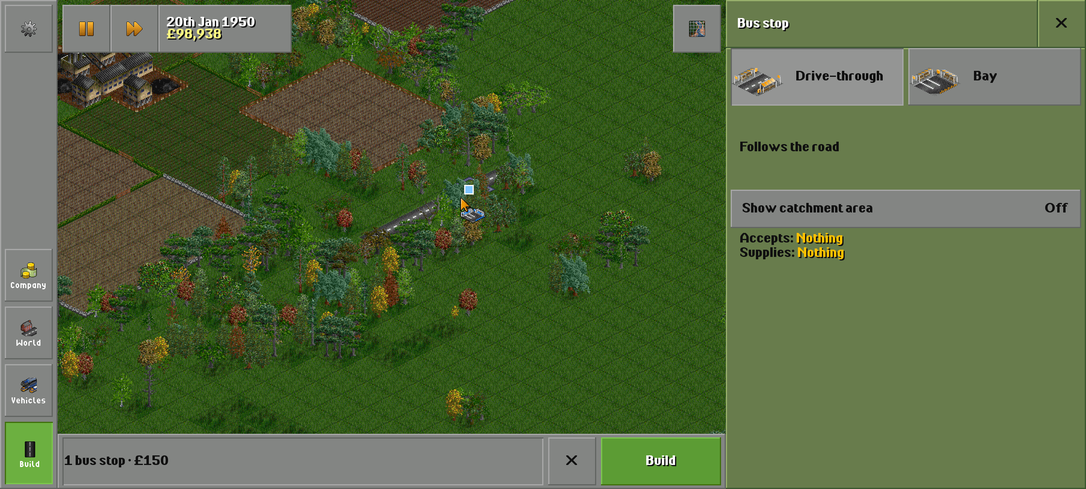 20th Jan 1950
£98,938
Bus stop
Drive-through
Bay
Follows the road
Show catchment area Off
Accepts: Nothing
Supplies: Nothing
Company
World
Vehicles
Build
1 bus stop · £150
Build